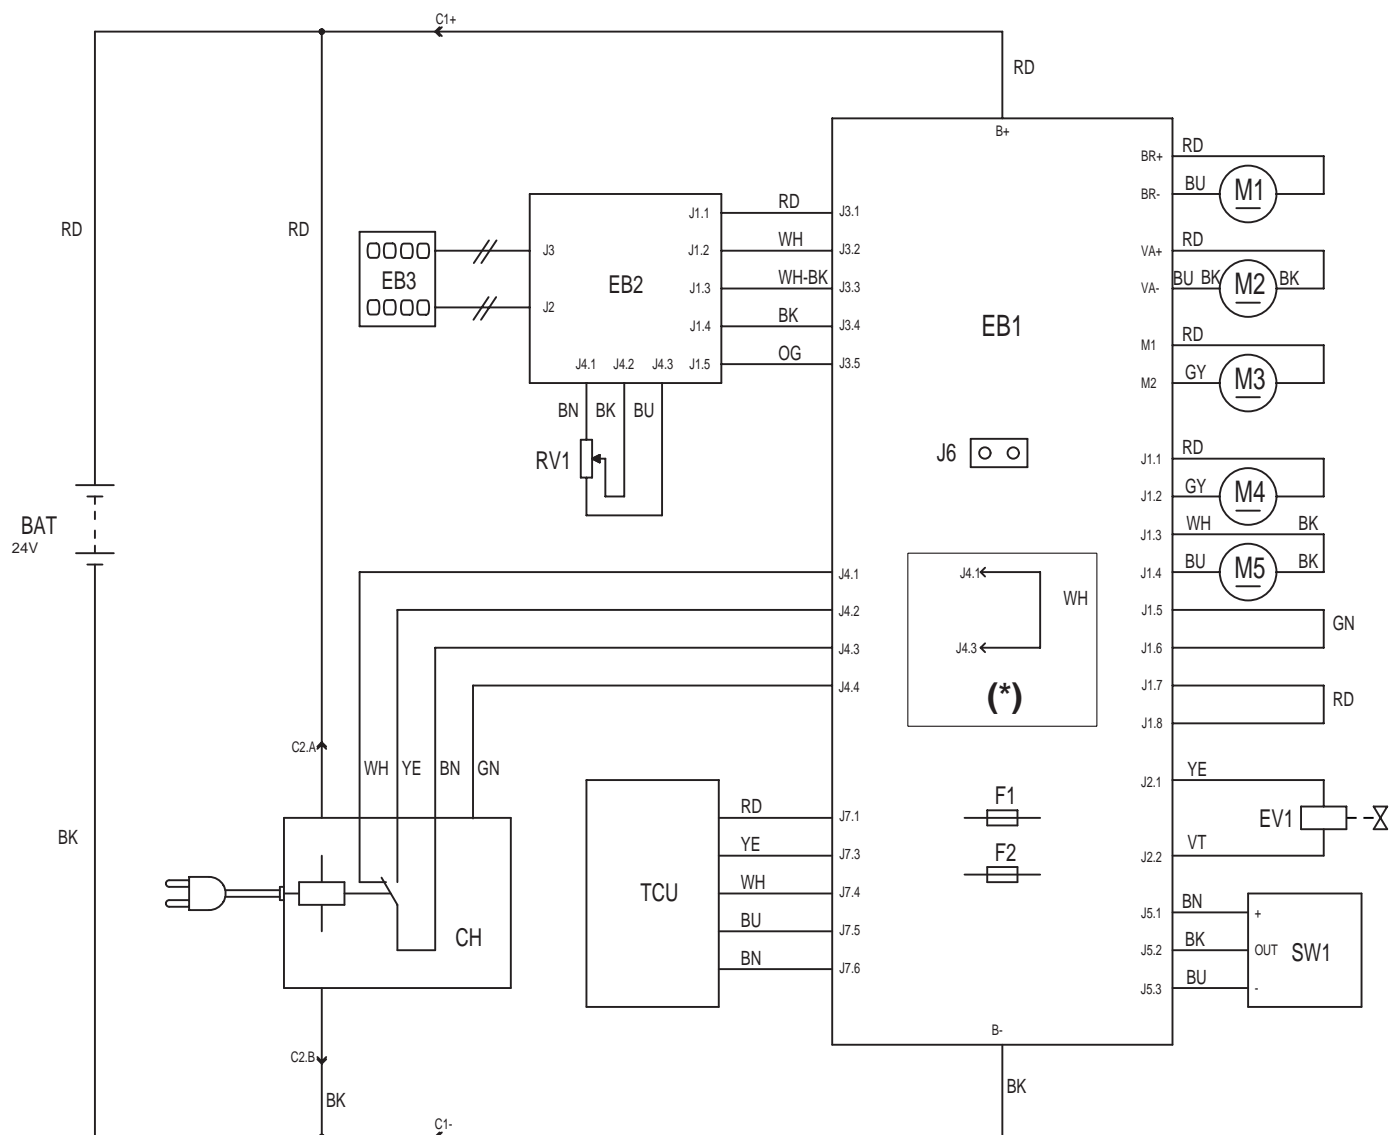 C1+
RD
B+
BR+ RD
BR- BU M1
J1.1 RD J3.1
RD
RD
J3
J1.2 WH J3.2
VA+ RD
EB3
EB2
J1.3 WH-BK J3.3
VA- BU BK M2 BK
J2
J1.4 BK J3.4
EB1
M1 RD
J4.1 J4.2 J4.3 J1.5 OG J3.5
M2 GY M3
BN BK BU
RV1
J6
J1.1 RD
J1.2 GY M4
BAT
24V
J1.3 WH BK
J4.1
J4.1
WH
J1.4 BU M5 BK
J4.2
J1.5
GN
J4.3
J4.3
J1.6
J4.4
(*)
J1.7
RD
J1.8
C2.A
WH YE BN GN
J2.1 YE
F1
EV1
RD J7.1
BK
YE J7.3
F2
J2.2 VT
TCU
WH J7.4
CH
BU J7.5
BN J7.6
J5.1 BN +
J5.2 BK OUT SW1
J5.3 BU -
B-
C2.B
BK
BK
C1-